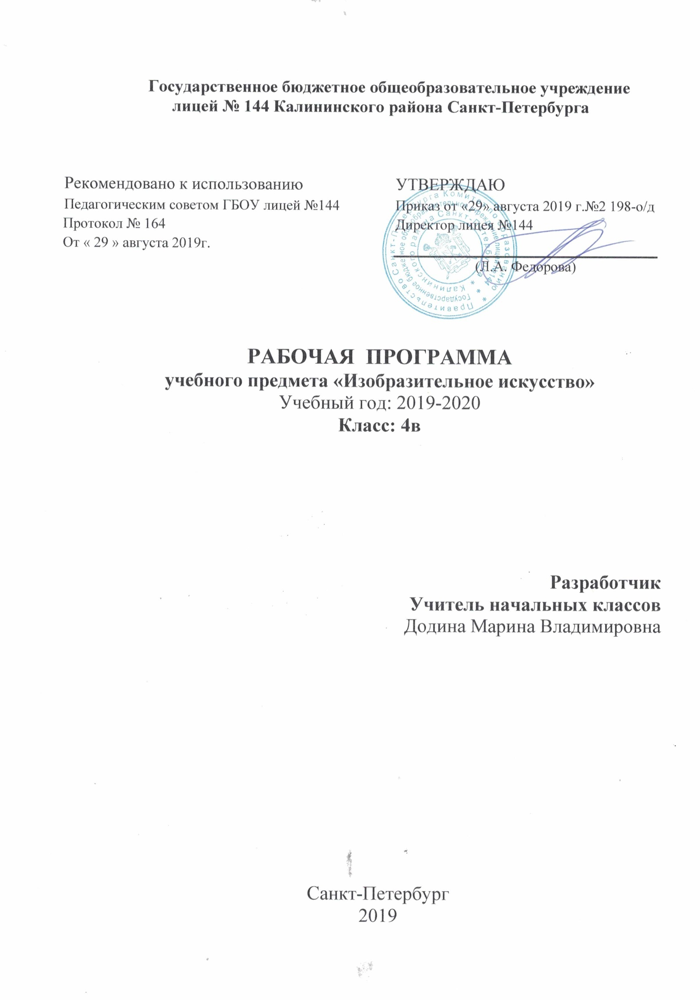 Государственное бюджетное общеобразовательное учреждение
лицей № 144 Калининского района Санкт-Петербурга
Рекомендовано к использованию
Педагогическим советом ГБОУ лицей №144
Протокол № 164
От « 29 » августа 2019г.
УТВЕРЖДАЮ
Приказ от «29» августа 2019 г.№2 198-о/д
Директор лицея №144
(Л.А. Федорова)
Правительство Санкт-Петербурга Комитет по образованию *
Государственное бюджетное общеобразовательное учреждение лицей №144 *
Калининского района Санкт-Петербурга *
РАБОЧАЯ ПРОГРАММА
учебного предмета «Изобразительное искусство»
Учебный год: 2019-2020
Класс: 4в
Разработчик
Учитель начальных классов
Додина Марина Владимировна
Санкт-Петербург
2019